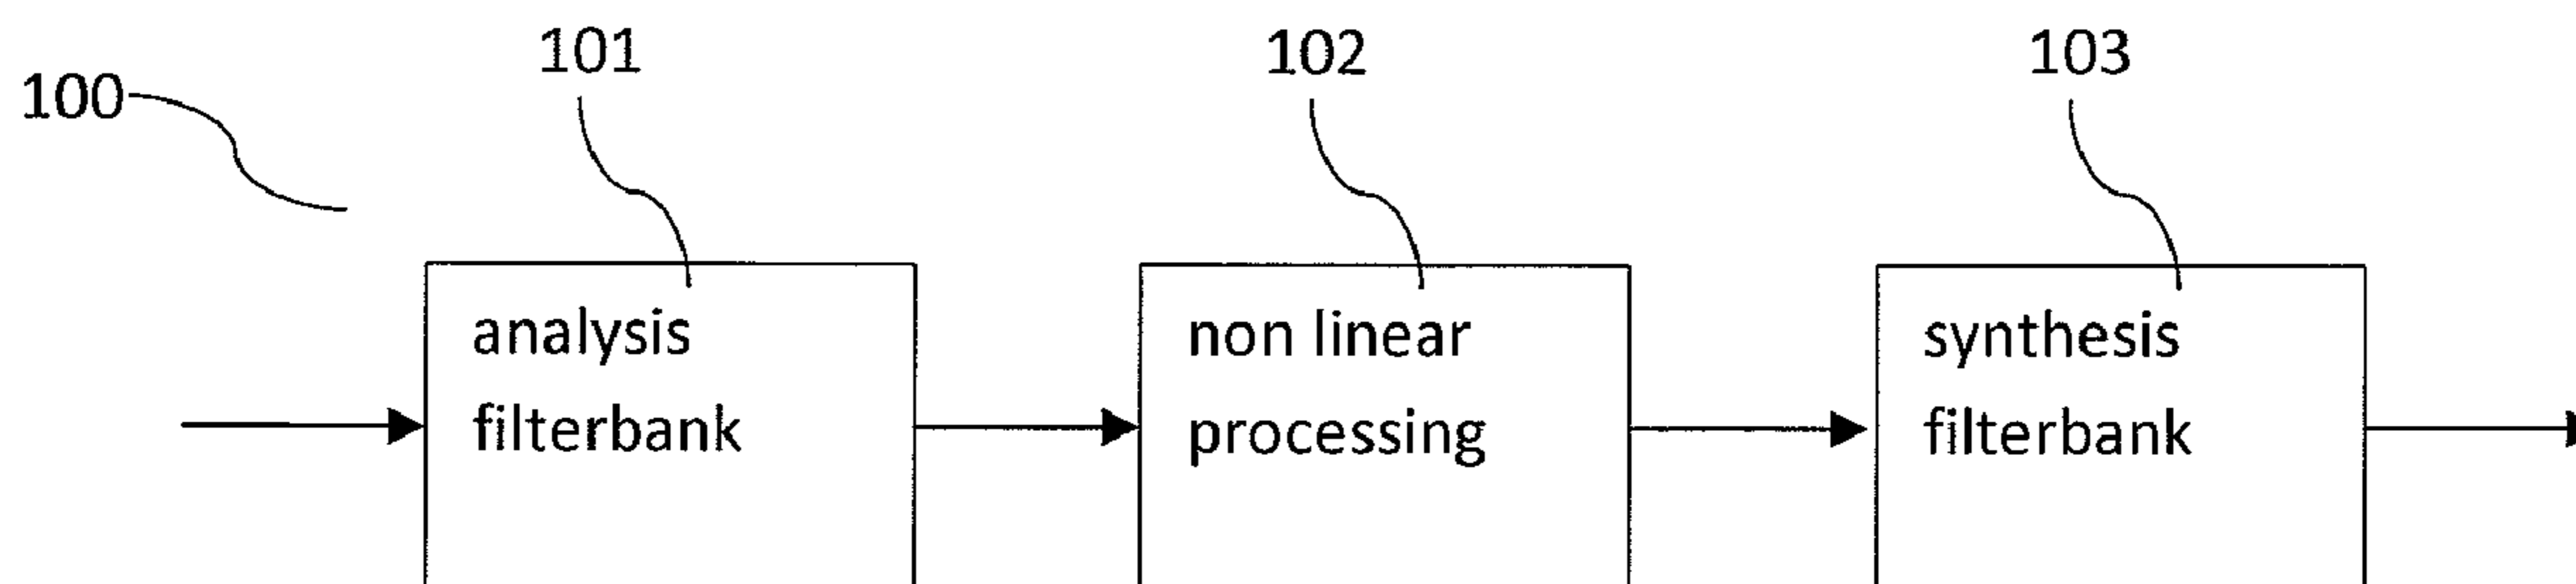 100
101
102
103
analysis
filterbank
non linear
processing
synthesis
filterbank